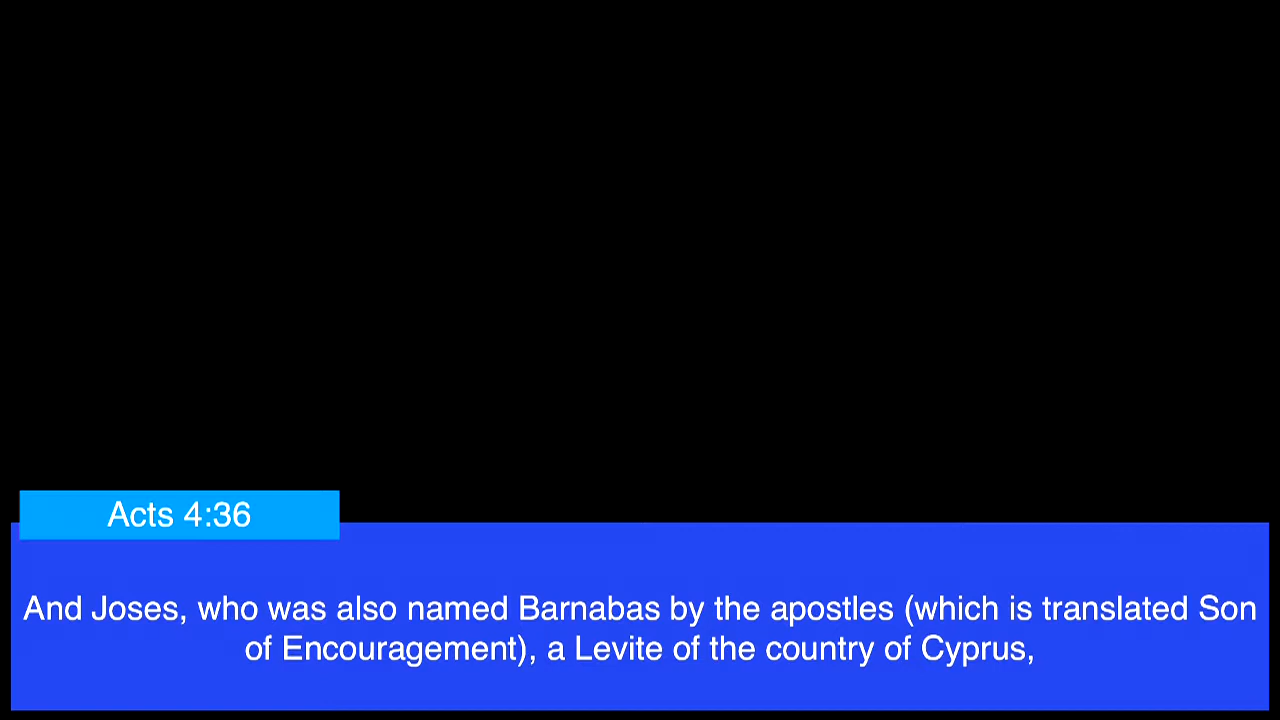 Acts 4:36
And Joses, who was also named Barnabas by the apostles (which is translated Son
of Encouragement), a Levite of the country of Cyprus,